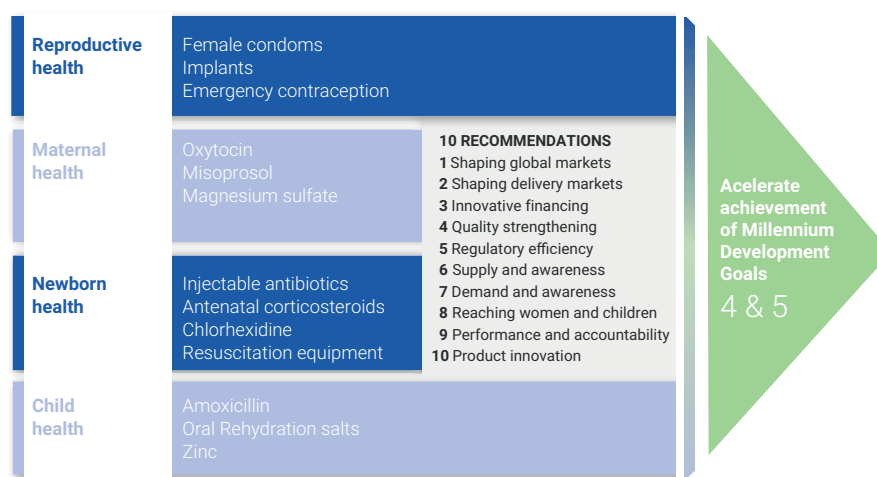 Reproductive
health
Female condoms
Implants
Emergency contraception
Maternal
health
Oxytocin
Misoprosol
Magnesium sulfate
Newborn
health
Injectable antibiotics
Antenatal corticosteroids
Chlorhexidine
Resuscitation equipment
Child
health
Amoxicillin
Oral Rehydration salts
Zinc
10 RECOMMENDATIONS
1 Shaping global markets
2 Shaping delivery markets
3 Innovative financing
4 Quality strengthening
5 Regulatory efficiency
6 Supply and awareness
7 Demand and awareness
8 Reaching women and children
9 Performance and accountability
10 Product innovation
Acelerate
achievement
of Millennium
Development
Goals
4 & 5